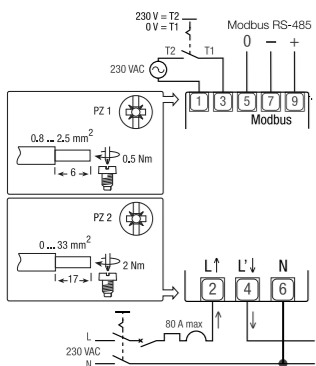 230 V = T2
0 V = T1
Modbus RS-485
0 − +
T2 T1
230 VAC
1 3 5 7 9
Modbus
PZ 1
0.8 ... 2.5 mm²
6
0.5 Nm
PZ 2
0 ... 33 mm²
17
2 Nm
L↑ L'↓ N
2 4 6
80 A max
L
230 VAC
N